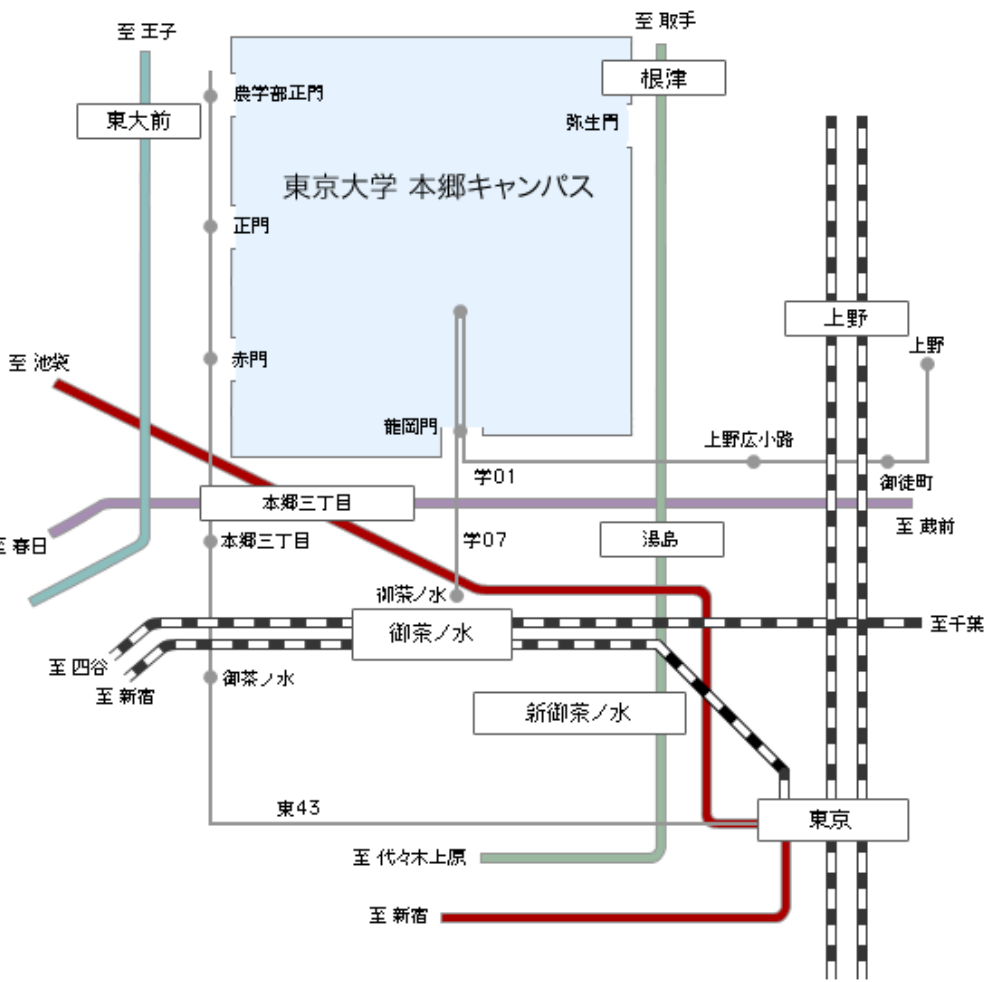 至 王子
至 取手
農学部正門
根津
東大前
弥生門
東京大学 本郷キャンパス
正門
上野
上野
赤門
至 池袋
龍岡門
上野広小路
学01
御徒町
本郷三丁目
至 蔵前
本郷三丁目
学07
湯島
至 春日
御茶ノ水
御茶ノ水
至千葉
至 四谷
御茶ノ水
至 新宿
新御茶ノ水
東43
東京
至 代々木上原
至 新宿